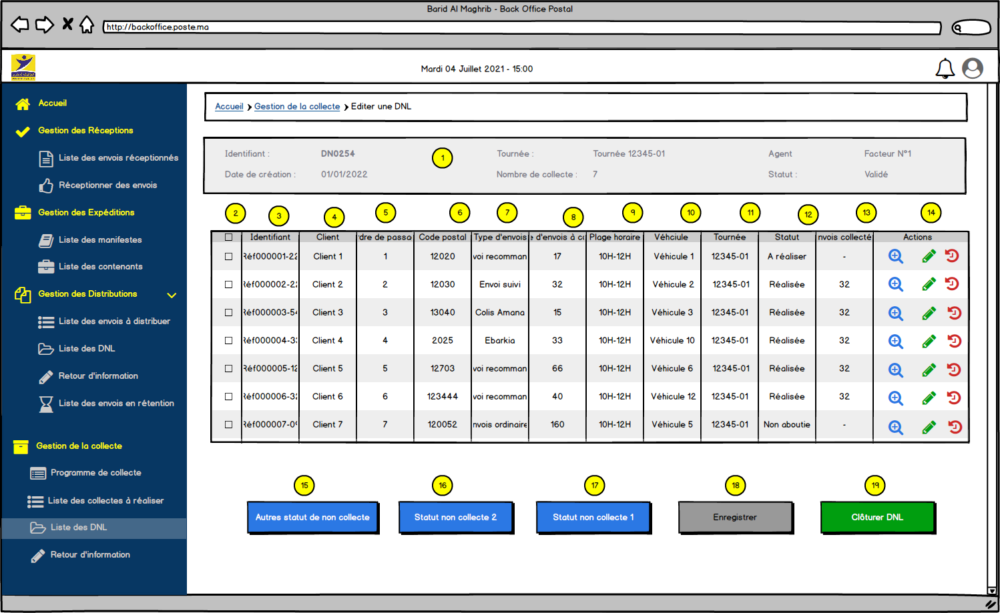 Barid Al Maghrib - Back Office Postal
http://backoffice.poste.ma
Mardi 04 Juillet 2021 - 15:00
Accueil
Gestion des Réceptions
Liste des envois réceptionnés
Réceptionner des envois
Gestion des Expéditions
Liste des manifestes
Liste des contenants
Gestion des Distributions
Liste des envois à distribuer
Liste des DNL
Retour d'information
Liste des envois en rétention
Gestion de la collecte
Programme de collecte
Liste des collectes à réaliser
Liste des DNL
Retour d'information
Accueil Gestion de la collecte Editer une DNL
Identifiant : DN0254 1 Tournée : Tournée 12345-01 Agent Facteur N°1
Date de création : 01/01/2022 Nombre de collecte : 7 Statut : Validé
2 3 4 5 6 7 8 9 10 11 12 13 14
Identifiant Client dre de passa Code postal Type d'envois d'envois à co Plage horaire Véhciule Tournée Statut nvois collecté Actions
Réf000001-22 Client 1 1 12020 voi recomman 17 10H-12H Véhicule 1 12345-01 A réaliser -
Réf000002-22 Client 2 2 12030 Envoi suivi 32 10H-12H Véhicule 2 12345-01 Réalisée 32
Réf000003-54 Client 3 3 13040 Colis Amana 15 10H-12H Véhicule 3 12345-01 Réalisée 32
Réf000004-33 Client 4 4 2025 Ebarkia 33 10H-12H Véhicule 10 12345-01 Réalisée 32
Réf000005-12 Client 5 5 12703 voi recomman 66 10H-12H Véhicule 6 12345-01 Réalisée 32
Réf000006-32 Client 6 6 123444 voi recomman 40 10H-12H Véhicule 12 12345-01 Réalisée 32
Réf000007-09 Client 7 7 120052 nvois ordinaire 160 10H-12H Véhicule 5 12345-01 Non aboutie -
15 16 17 18 19
Autres statut de non collecte Statut non collecte 2 Statut non collecte 1 Enregistrer Clôturer DNL